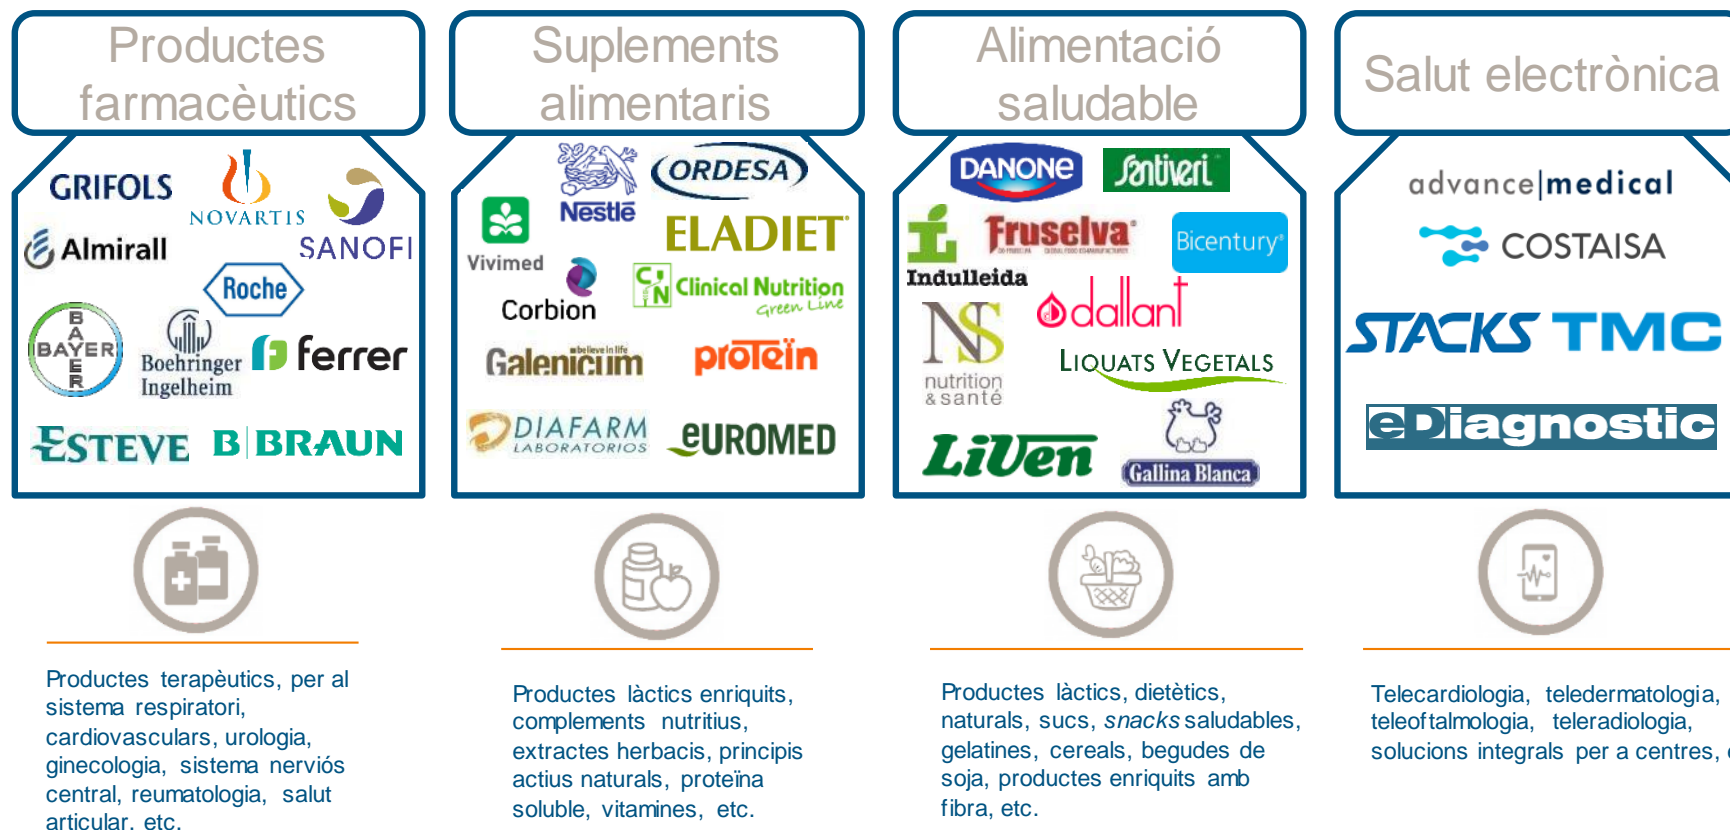 Productes
farmacèutics
GRIFOLS
NOVARTIS
Almirall
SANOFI
Roche
BAYER
BAYER
Boehringer
Ingelheim
ferrer
ESTEVE
B|BRAUN
Productes terapèutics, per al
sistema respiratori,
cardiovasculars, urologia,
ginecologia, sistema nerviós
central, reumatologia, salut
articular, etc.
Suplements
alimentaris
Nestlé
ORDESA
Vivimed
ELADIET
Corbion
CN Clinical Nutrition
Green Line
believe in life
Galenicum
proteïn
DIAFARM
LABORATORIOS
eUROMED
Productes làctics enriquits,
complements nutritius,
extractes herbacis, principis
actius naturals, proteïna
soluble, vitamines, etc.
Alimentació
saludable
DANONE
Santiveri
Indulleida
Fruselva
Bicentury
NS
nutrition
& santé
dallant
LIQUATS VEGETALS
LiVen
Gallina Blanca
Productes làctics, dietètics,
naturals, sucs, snacks saludables,
gelatines, cereals, begudes de
soja, productes enriquits amb
fibra, etc.
Salut electrònica
advance|medical
COSTAISA
STACKS
TMC
eDiagnostic
Telecardiologia, teledermatologia,
teleoftalmologia, teleradiologia,
solucions integrals per a centres,